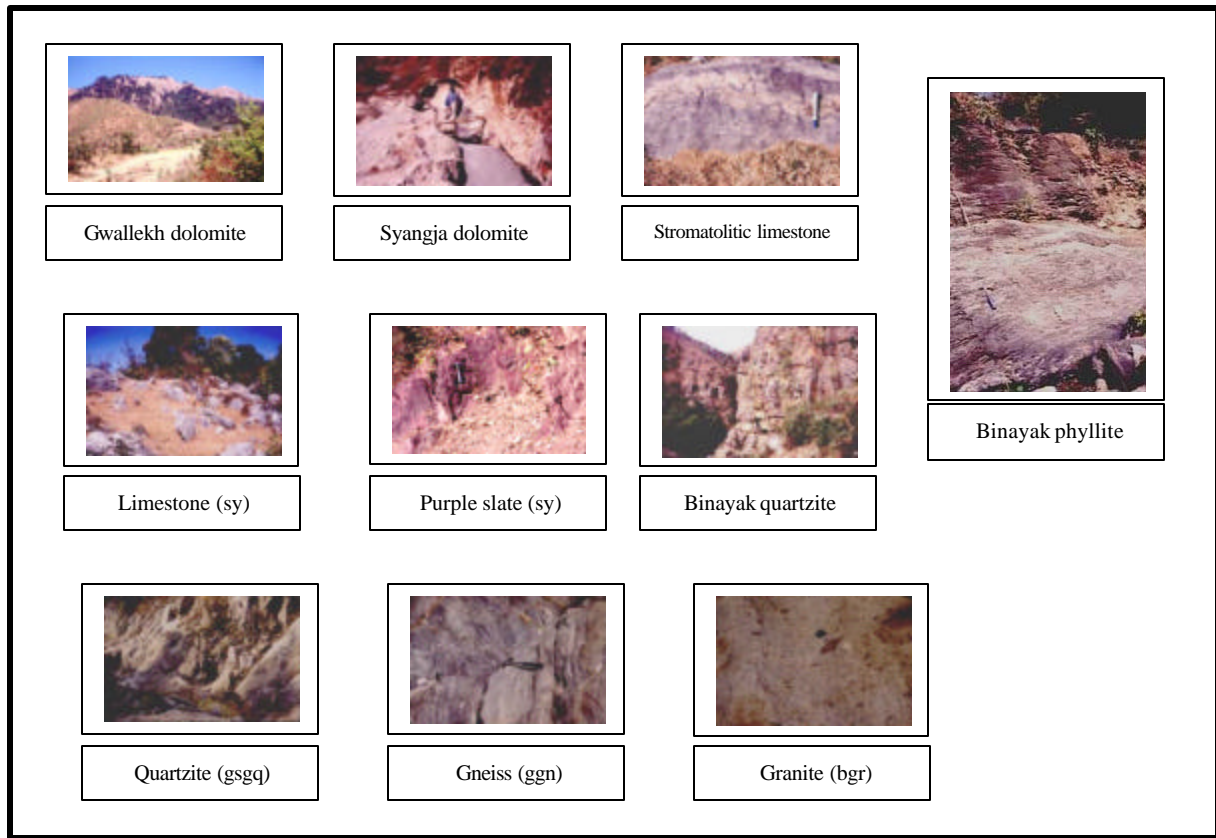 Gwallekh dolomite
Syangja dolomite
Stromatolitic limestone
Binayak phyllite
Limestone (sy)
Purple slate (sy)
Binayak quartzite
Quartzite (gsgq)
Gneiss (ggn)
Granite (bgr)